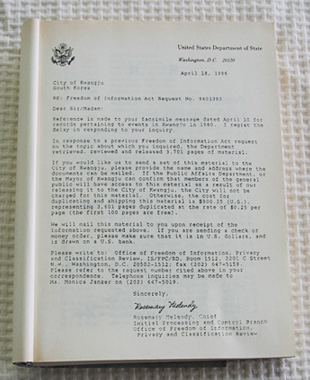 United States Department of State
Washington, D.C. 20520
April 18, 1996
City of Kwangju
South Korea
RE: Freedom of Information Act Request No. 9401395
Dear Sir/Madam:
Reference is made to your facsimile message dated April 10 for
records pertaining to events in Kwangju in 1980. I regret the
delay in responding to your inquiry.
In response to a previous Freedom of Information Act request
on the topic about which you inquired, the Department
retrieved, reviewed and released 3,701 pages of material.
If you would like us to send a set of this material to the
City of Kwangju, please provide the name and address where the
documents can be mailed. If the Public Affairs Department, or
the Mayor of Kwangju can confirm that members of the general
public will have access to this material as a result of our
releasing it to the City of Kwangju, the City will not be
charged for this material. Otherwise, the cost for
duplicating and shipping this material is $900.25 (U.S.),
representing 3,601 pages duplicated at the rate of $0.25 per
page (the first 100 pages are free).
We will mail this material to you upon receipt of the
information requested above. If you are sending a check or
money order, please make sure that it is in U.S. dollars, and
is drawn on a U.S. bank.
Please write to: Office of Freedom of Information, Privacy
and Classification Review, Room 1512, 2201 C Street
N.W., Washington, D.C. 20520-1512; fax (202)
Please refer to the request number cited above in your
correspondence. Telephone inquiries may be made to
Ms. Monica Janzer on (202) 647-
Sincerely,
Rosemary Melendy
Rosemary Melendy, Chief
Initial Processing and Control Branch
Office of Freedom of Information,
Privacy and Classification Review